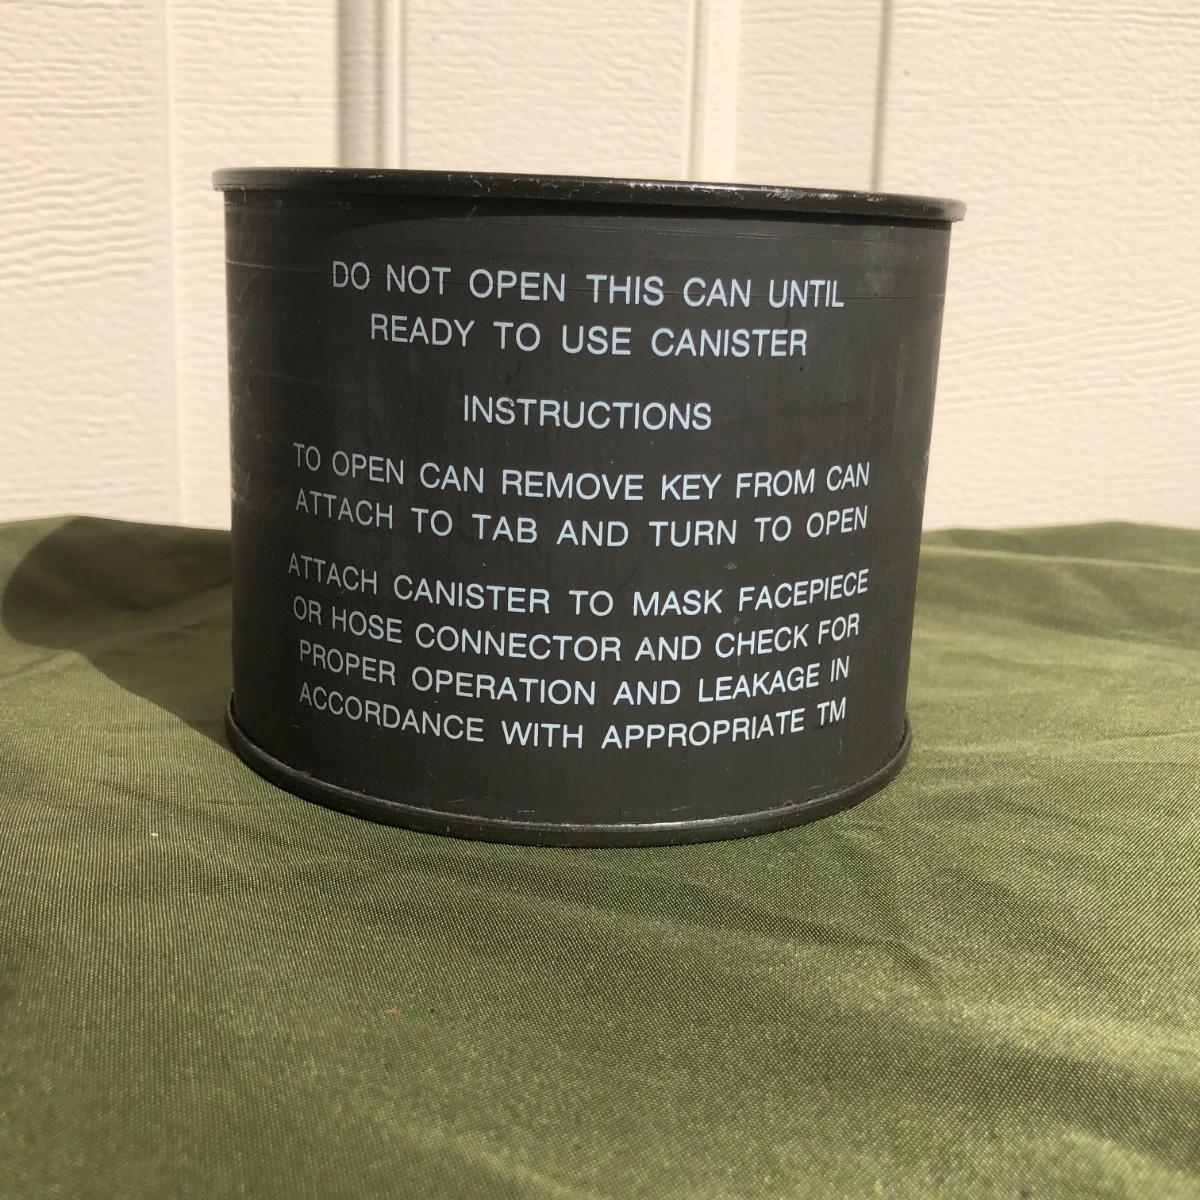 DO NOT OPEN THIS CAN UNTIL
READY TO USE CANISTER
INSTRUCTIONS
TO OPEN CAN REMOVE KEY FROM CAN
ATTACH TO TAB AND TURN TO OPEN
ATTACH CANISTER TO MASK FACEPIECE
OR HOSE CONNECTOR AND CHECK FOR
PROPER OPERATION AND LEAKAGE IN
ACCORDANCE WITH APPROPRIATE TM